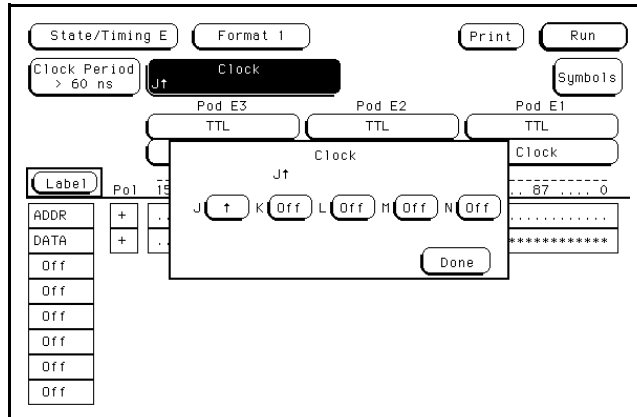 State/Timing E Format 1 Print Run
Clock Period > 60 ns
Clock J↑
Symbols
Pod E3 Pod E2 Pod E1
TTL TTL TTL
Clock
Clock
J↑
J ↑ K Off L Off M Off N Off
Done
Label Pol 15 .. 87 .... 0
ADDR + .. ............
DATA + .. ************
Off
Off
Off
Off
Off
Off